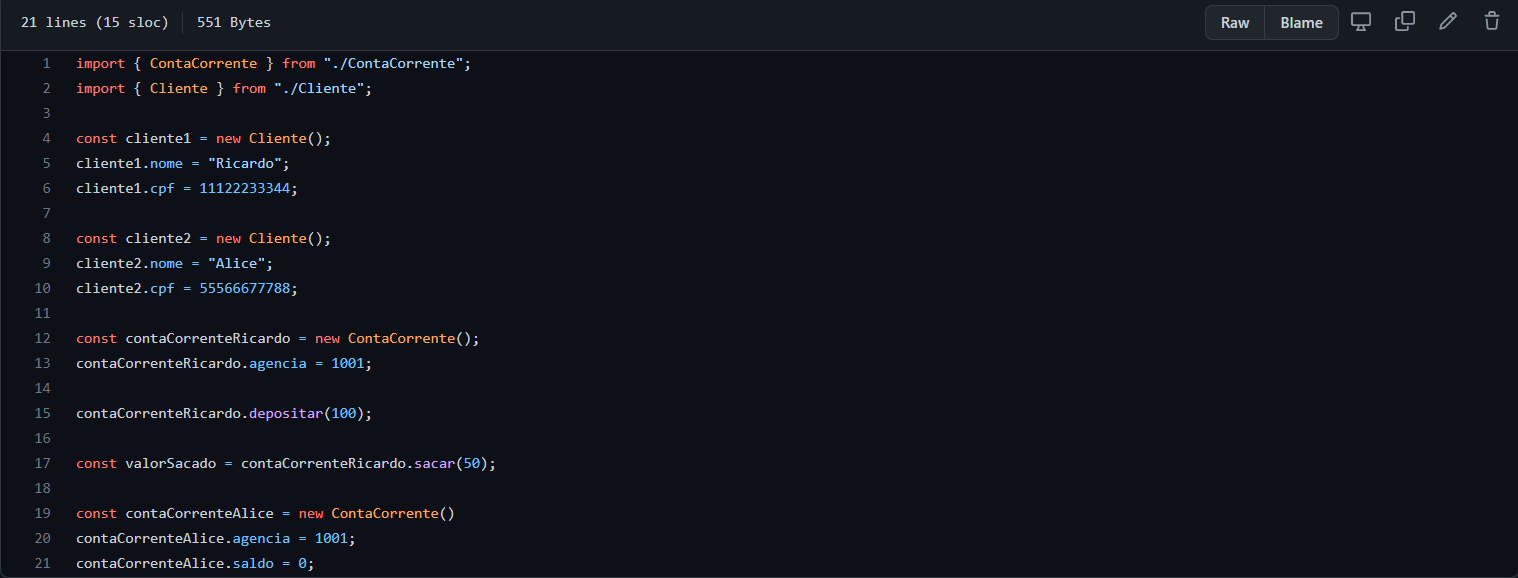 21 lines (15 sloc) 551 Bytes Raw Blame
1 import { ContaCorrente } from "./ContaCorrente";
2 import { Cliente } from "./Cliente";
3
4 const cliente1 = new Cliente();
5 cliente1.nome = "Ricardo";
6 cliente1.cpf = 11122233344;
7
8 const cliente2 = new Cliente();
9 cliente2.nome = "Alice";
10 cliente2.cpf = 55566677788;
11
12 const contaCorrenteRicardo = new ContaCorrente();
13 contaCorrenteRicardo.agencia = 1001;
14
15 contaCorrenteRicardo.depositar(100);
16
17 const valorSacado = contaCorrenteRicardo.sacar(50);
18
19 const contaCorrenteAlice = new ContaCorrente()
20 contaCorrenteAlice.agencia = 1001;
21 contaCorrenteAlice.saldo = 0;